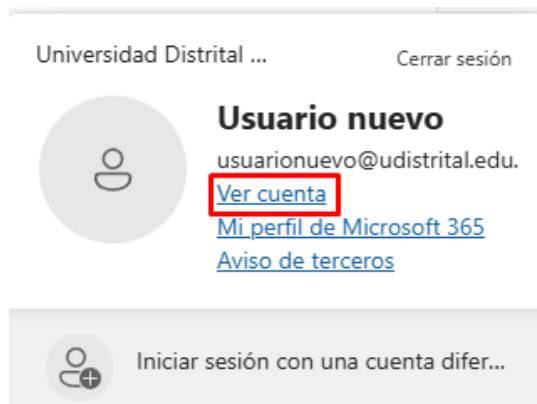 Universidad Distrital ...
Cerrar sesión
Usuario nuevo
usuarionuevo@udistrital.edu.
Ver cuenta
Mi perfil de Microsoft 365
Aviso de terceros
Iniciar sesión con una cuenta difer...